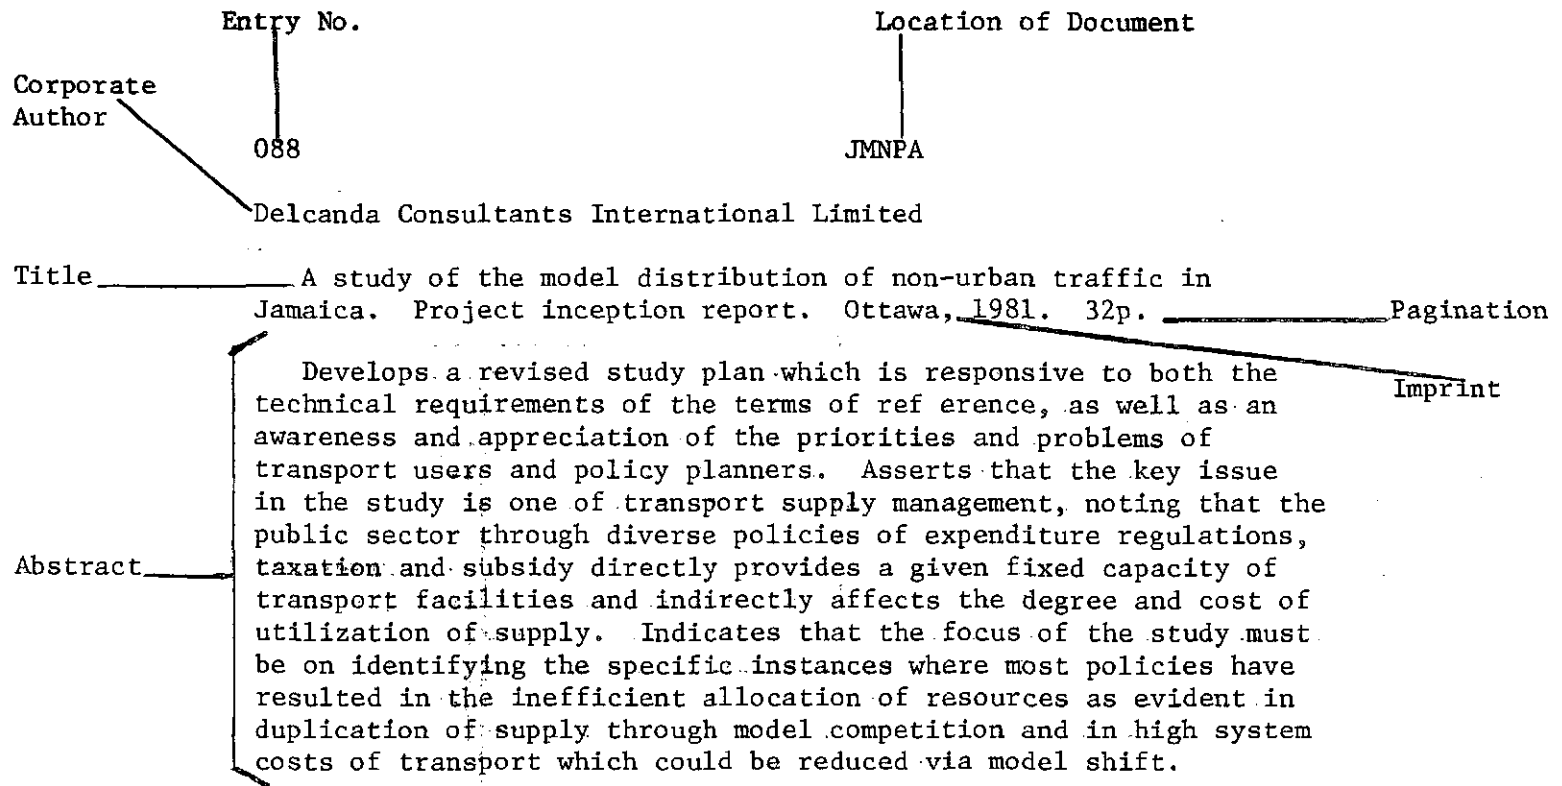 Entry No. Location of Document
Corporate
Author
088 JMNPA
Delcanda Consultants International Limited
Title A study of the model distribution of non-urban traffic in
Jamaica. Project inception report. Ottawa, 1981. 32p. Pagination
Imprint
Develops a revised study plan which is responsive to both the
technical requirements of the terms of ref erence, as well as an
awareness and appreciation of the priorities and problems of
transport users and policy planners. Asserts that the key issue
in the study is one of transport supply management, noting that the
public sector through diverse policies of expenditure regulations,
Abstract taxation and subsidy directly provides a given fixed capacity of
transport facilities and indirectly affects the degree and cost of
utilization of supply. Indicates that the focus of the study must
be on identifying the specific instances where most policies have
resulted in the inefficient allocation of resources as evident in
duplication of supply through model competition and in high system
costs of transport which could be reduced via model shift.